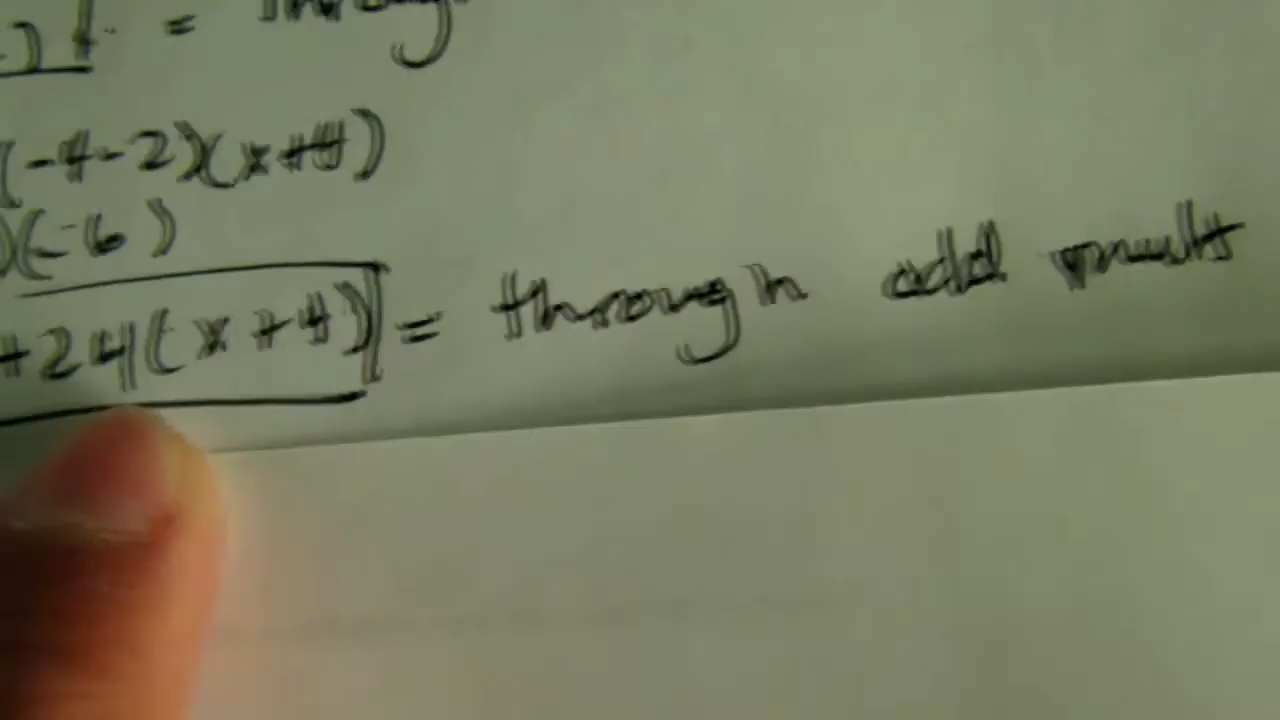 = through
(-4-2)(x+4)
)(-6)
+24(x+4) = through odd mult